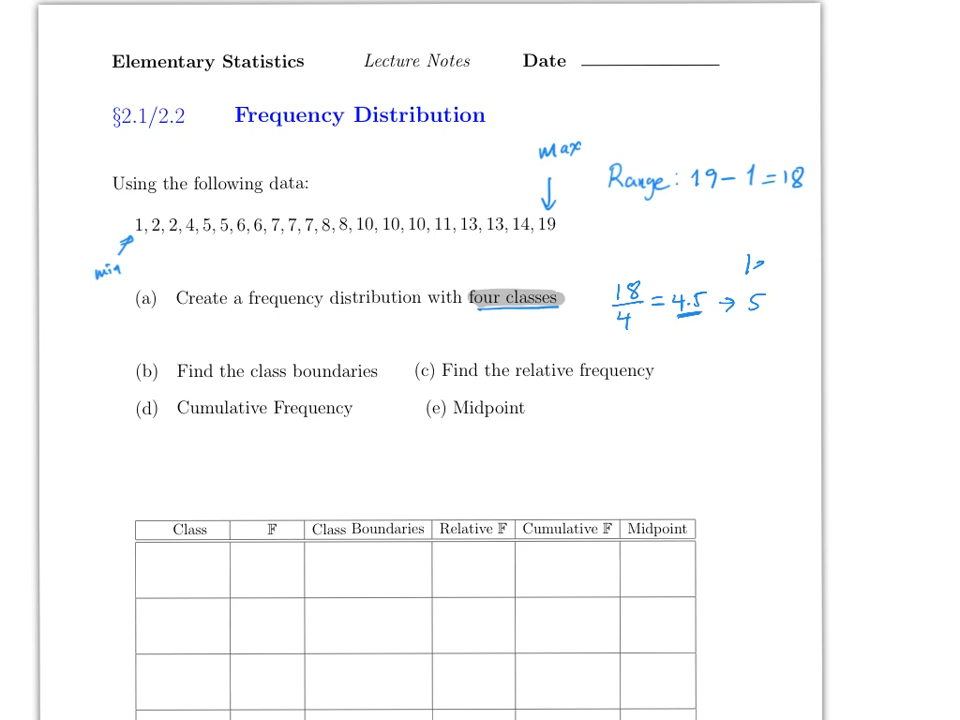 Elementary Statistics Lecture Notes Date
§2.1/2.2 Frequency Distribution
max
Using the following data:
Range: 19 - 1 = 18
1, 2, 2, 4, 5, 5, 6, 6, 7, 7, 7, 8, 8, 10, 10, 10, 11, 13, 13, 14, 19
min
(a) Create a frequency distribution with four classes
18/4 = 4.5 → 5
(b) Find the class boundaries (c) Find the relative frequency
(d) Cumulative Frequency (e) Midpoint
Class 𝔽 Class Boundaries Relative 𝔽 Cumulative 𝔽 Midpoint